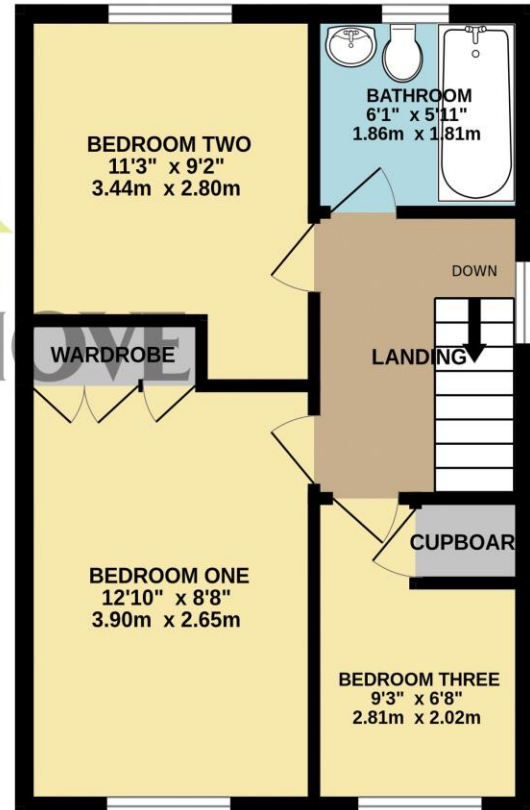 BATHROOM
6'1" x 5'11"
1.86m x 1.81m
BEDROOM TWO
11'3" x 9'2"
3.44m x 2.80m
DOWN
WARDROBE
LANDING
CUPBOAR
BEDROOM ONE
12'10" x 8'8"
3.90m x 2.65m
BEDROOM THREE
9'3" x 6'8"
2.81m x 2.02m